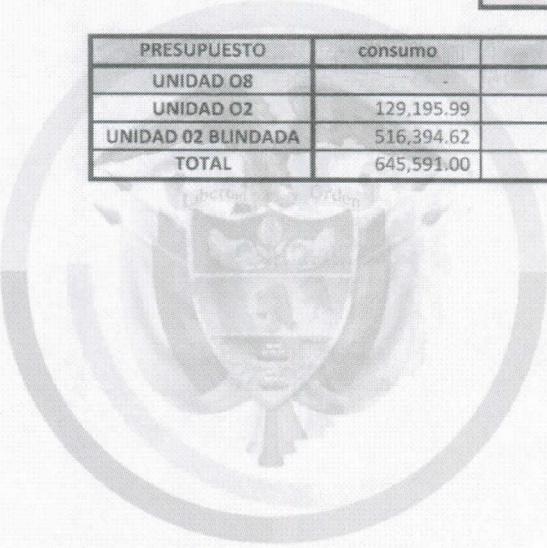 PRESUPUESTO consumo
UNIDAD O8 -
UNIDAD O2 129,195.99
UNIDAD 02 BLINDADA 516,394.62
TOTAL 645,591.00
Libertad y Orden